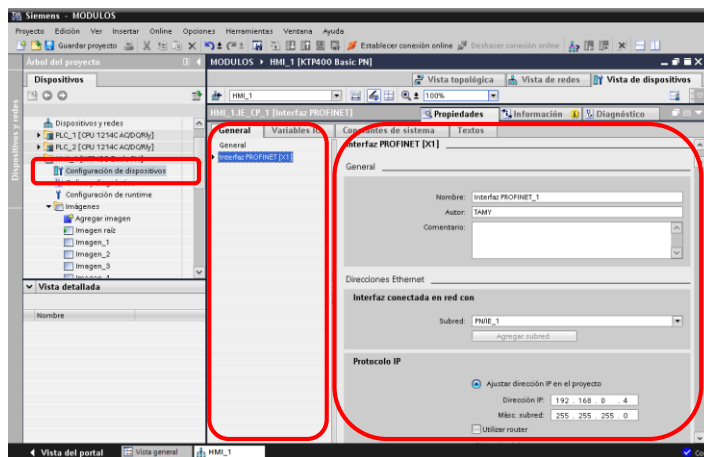 Siemens - MODULOS
Proyecto Edición Ver Insertar Online Opciones Herramientas Ventana Ayuda
Guardar proyecto Establecer conexión online Deshacer conexión online
Árbol del proyecto MODULOS HMI_1 [KTP400 Basic PN]
Dispositivos Vista topológica Vista de redes Vista de dispositivos
HMI_1 100%
HMI_1.IE_CP_1 [Interfaz PROFINET] Propiedades Información Diagnóstico
Dispositivos y redes
General Variables IO Constantes de sistema Textos
Dispositivos y redes
PLC_1 [CPU 1214C AC/DC/Rly]
PLC_2 [CPU 1214C AC/DC/Rly]
Configuración de dispositivos
Configuración de runtime
Imágenes
Agregar imagen
Imagen raíz
Imagen_1
Imagen_2
Imagen_3
Vista detallada
Nombre
General
Interfaz PROFINET [X1]
Interfaz PROFINET [X1]
General
Nombre: Interfaz PROFINET_1
Autor: TAMY
Comentario:
Direcciones Ethernet
Interfaz conectada en red con
Subred: PN/IE_1
Agregar subred
Protocolo IP
Ajustar dirección IP en el proyecto
Dirección IP: 192 . 168 . 0 . 4
Másc. subred: 255 . 255 . 255 . 0
Utilizar router
Vista del portal Vista general HMI_1